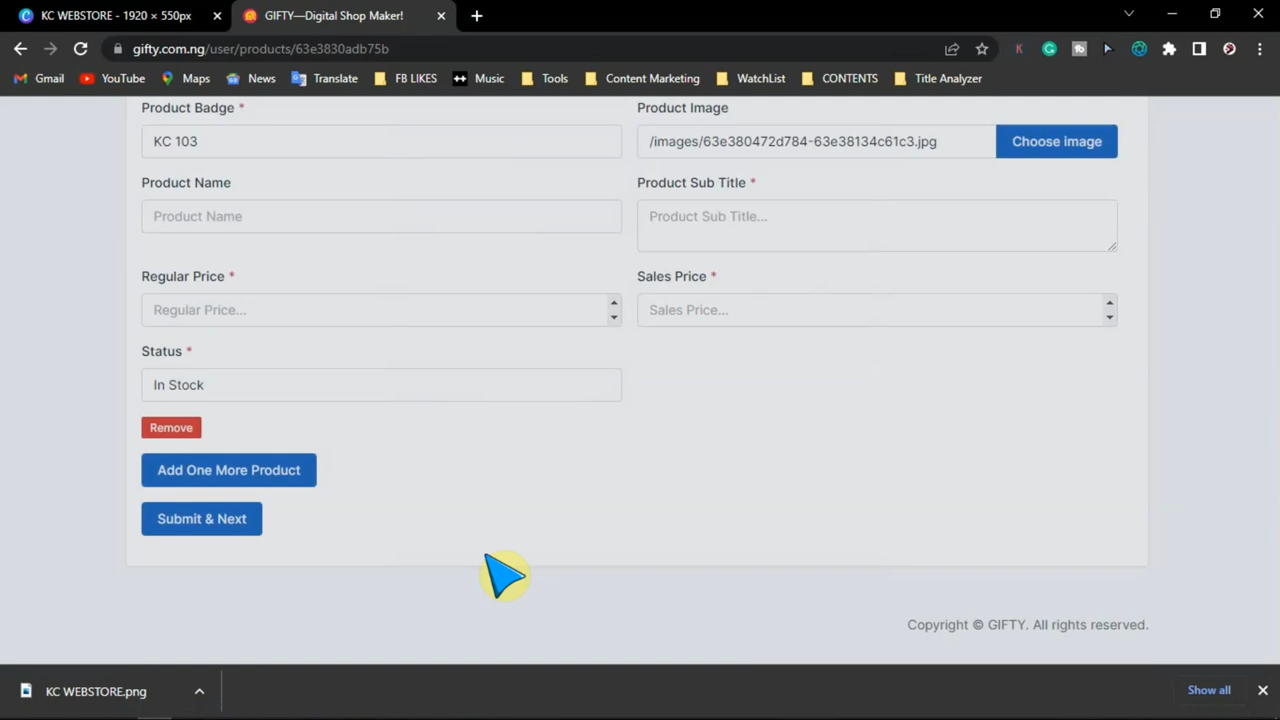 KC WEBSTORE - 1920 × 550px
GIFTY—Digital Shop Maker!
gifty.com.ng/user/products/63e3830adb75b
Gmail YouTube Maps News Translate FB LIKES Music Tools Content Marketing WatchList CONTENTS Title Analyzer
Product Badge * Product Image
KC 103 /images/63e380472d784-63e38134c61c3.jpg Choose image
Product Name Product Sub Title *
Product Name Product Sub Title...
Regular Price * Sales Price *
Regular Price... Sales Price...
Status *
In Stock
Remove
Add One More Product
Submit & Next
Copyright © GIFTY. All rights reserved.
KC WEBSTORE.png Show all